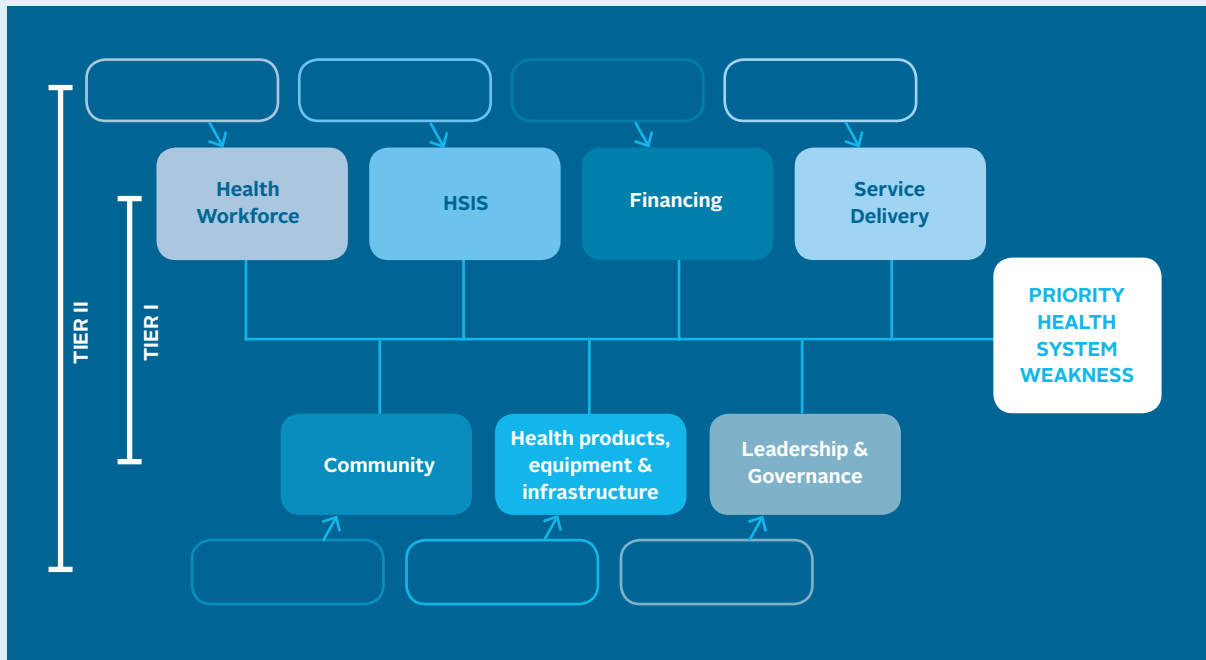 Health
Workforce
HSIS
Financing
Service
Delivery
TIER II
TIER I
PRIORITY
HEALTH
SYSTEM
WEAKNESS
Community
Health products,
equipment &
infrastructure
Leadership &
Governance